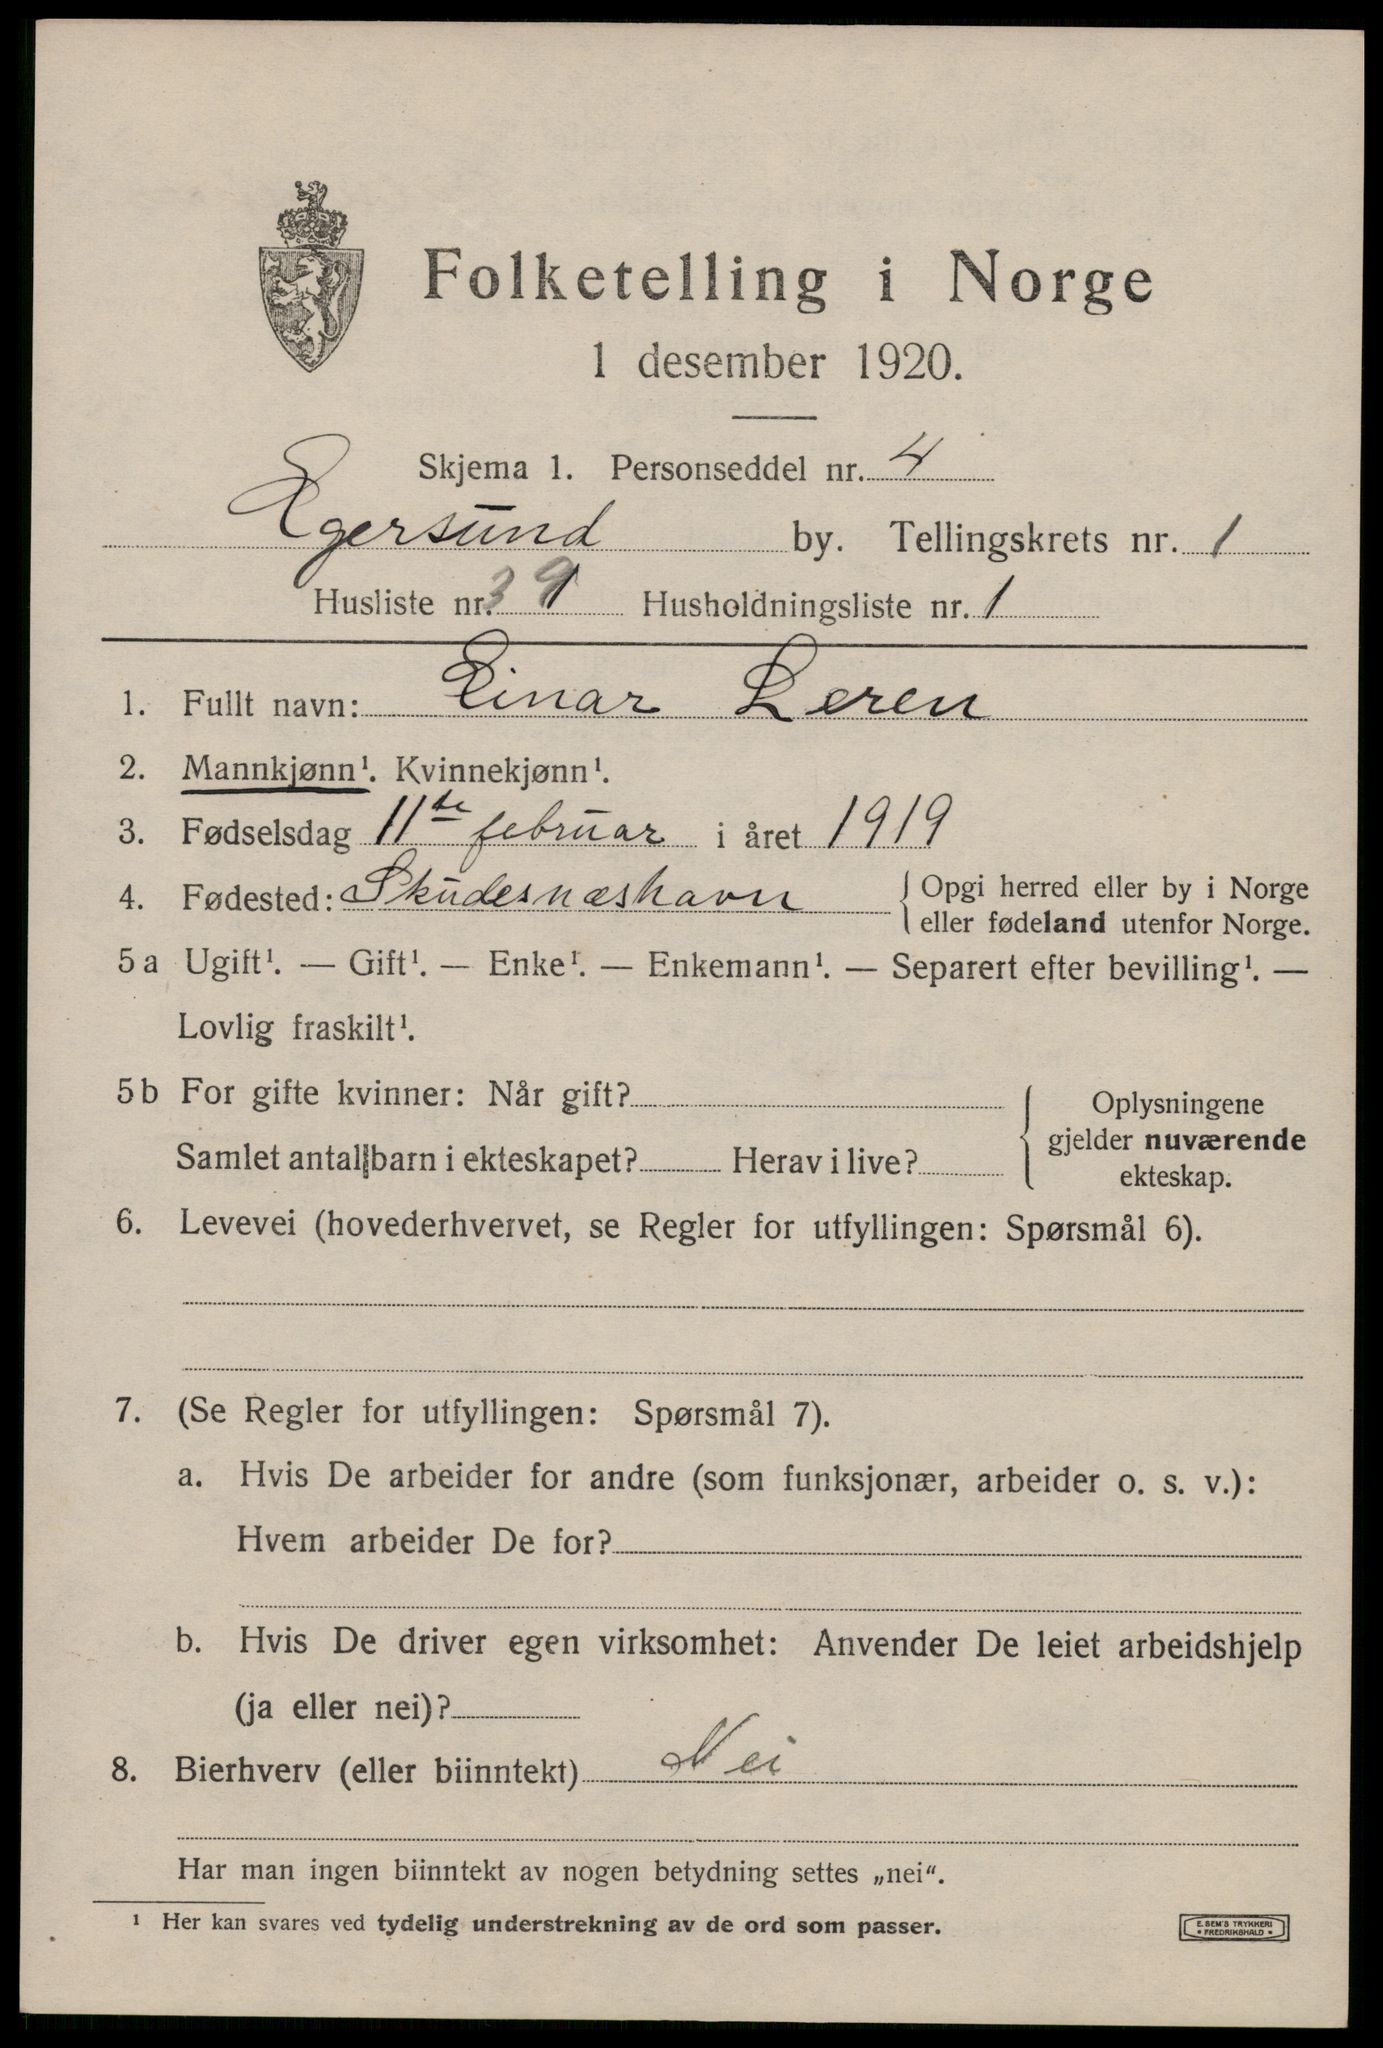 Folketelling i Norge
1 desember 1920.
Skjema 1. Personseddel nr. 4
Egersund by. Tellingskrets nr. 1
Husliste nr. 39 Husholdningsliste nr. 1
1. Fullt navn: Einar Leren
2. Mannkjønn¹. Kvinnekjønn¹.
3. Fødselsdag 11te februar i året 1919
4. Fødested: Skudesnæshavn { Opgi herred eller by i Norge
eller fødeland utenfor Norge.
5a Ugift¹. — Gift¹. — Enke¹. — Enkemann¹. — Separert efter bevilling¹. —
Lovlig fraskilt¹.
5b For gifte kvinner: Når gift?
Samlet antal barn i ekteskapet? Herav i live?
{ Oplysningene
gjelder nuværende
ekteskap.
6. Levevei (hovederhvervet, se Regler for utfyllingen: Spørsmål 6).
7. (Se Regler for utfyllingen: Spørsmål 7).
a. Hvis De arbeider for andre (som funksjonær, arbeider o. s. v.):
Hvem arbeider De for?
b. Hvis De driver egen virksomhet: Anvender De leiet arbeidshjelp
(ja eller nei)?
8. Bierhverv (eller biinntekt) Nei
Har man ingen biinntekt av nogen betydning settes „nei“.
¹ Her kan svares ved tydelig understrekning av de ord som passer.
E. SEM'S TRYKKERI
• FREDRIKSHALD •